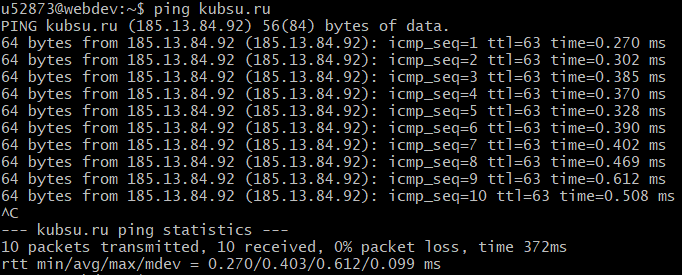 u52873@webdev:~$ ping kubsu.ru
PING kubsu.ru (185.13.84.92) 56(84) bytes of data.
64 bytes from 185.13.84.92 (185.13.84.92): icmp_seq=1 ttl=63 time=0.270 ms
64 bytes from 185.13.84.92 (185.13.84.92): icmp_seq=2 ttl=63 time=0.302 ms
64 bytes from 185.13.84.92 (185.13.84.92): icmp_seq=3 ttl=63 time=0.385 ms
64 bytes from 185.13.84.92 (185.13.84.92): icmp_seq=4 ttl=63 time=0.370 ms
64 bytes from 185.13.84.92 (185.13.84.92): icmp_seq=5 ttl=63 time=0.328 ms
64 bytes from 185.13.84.92 (185.13.84.92): icmp_seq=6 ttl=63 time=0.390 ms
64 bytes from 185.13.84.92 (185.13.84.92): icmp_seq=7 ttl=63 time=0.402 ms
64 bytes from 185.13.84.92 (185.13.84.92): icmp_seq=8 ttl=63 time=0.469 ms
64 bytes from 185.13.84.92 (185.13.84.92): icmp_seq=9 ttl=63 time=0.612 ms
64 bytes from 185.13.84.92 (185.13.84.92): icmp_seq=10 ttl=63 time=0.508 ms
^C
--- kubsu.ru ping statistics ---
10 packets transmitted, 10 received, 0% packet loss, time 372ms
rtt min/avg/max/mdev = 0.270/0.403/0.612/0.099 ms